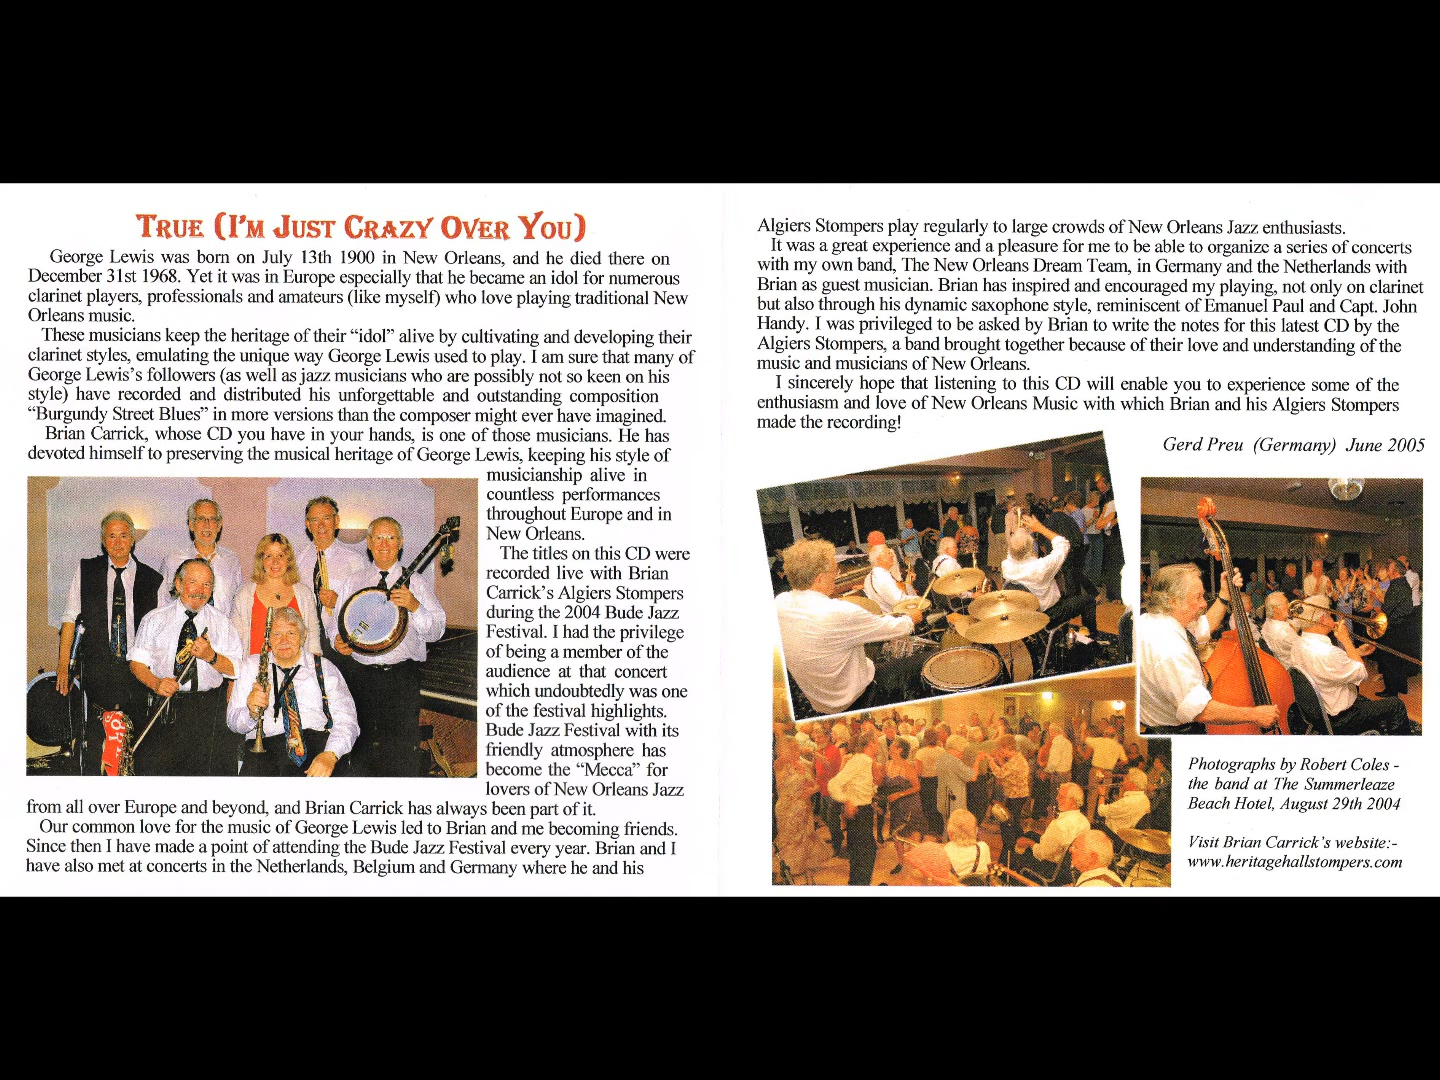 TRUE (I'M JUST CRAZY OVER YOU)
George Lewis was born on July 13th 1900 in New Orleans, and he died there on
December 31st 1968. Yet it was in Europe especially that he became an idol for numerous
clarinet players, professionals and amateurs (like myself) who love playing traditional New
Orleans music.
These musicians keep the heritage of their “idol” alive by cultivating and developing their
clarinet styles, emulating the unique way George Lewis used to play. I am sure that many of
George Lewis's followers (as well as jazz musicians who are possibly not so keen on his
style) have recorded and distributed his unforgettable and outstanding composition
“Burgundy Street Blues” in more versions than the composer might ever have imagined.
Brian Carrick, whose CD you have in your hands, is one of those musicians. He has
devoted himself to preserving the musical heritage of George Lewis, keeping his style of
musicianship alive in
countless performances
throughout Europe and in
New Orleans.
The titles on this CD were
recorded live with Brian
Carrick's Algiers Stompers
during the 2004 Bude Jazz
Festival. I had the privilege
of being a member of the
audience at that concert
which undoubtedly was one
of the festival highlights.
Bude Jazz Festival with its
friendly atmosphere has
become the “Mecca” for
lovers of New Orleans Jazz
from all over Europe and beyond, and Brian Carrick has always been part of it.
Our common love for the music of George Lewis led to Brian and me becoming friends.
Since then I have made a point of attending the Bude Jazz Festival every year. Brian and I
have also met at concerts in the Netherlands, Belgium and Germany where he and his
Algiers Stompers play regularly to large crowds of New Orleans Jazz enthusiasts.
It was a great experience and a pleasure for me to be able to organize a series of concerts
with my own band, The New Orleans Dream Team, in Germany and the Netherlands with
Brian as guest musician. Brian has inspired and encouraged my playing, not only on clarinet
but also through his dynamic saxophone style, reminiscent of Emanuel Paul and Capt. John
Handy. I was privileged to be asked by Brian to write the notes for this latest CD by the
Algiers Stompers, a band brought together because of their love and understanding of the
music and musicians of New Orleans.
I sincerely hope that listening to this CD will enable you to experience some of the
enthusiasm and love of New Orleans Music with which Brian and his Algiers Stompers
made the recording!
Gerd Preu (Germany) June 2005
Photographs by Robert Coles -
the band at The Summerleaze
Beach Hotel, August 29th 2004
Visit Brian Carrick's website:-
www.heritagehallstompers.com